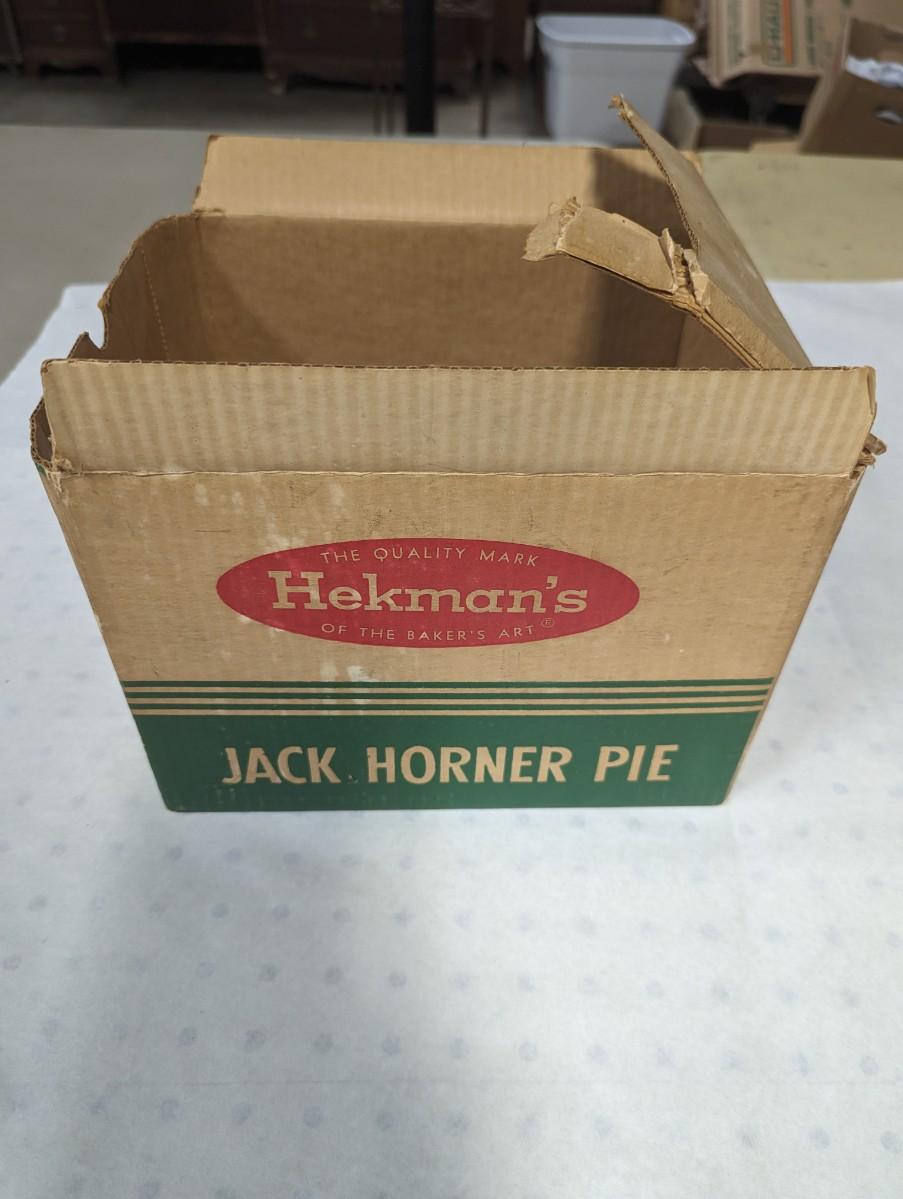 THE QUALITY MARK
Hekman's
OF THE BAKER'S ART ®
JACK HORNER PIE